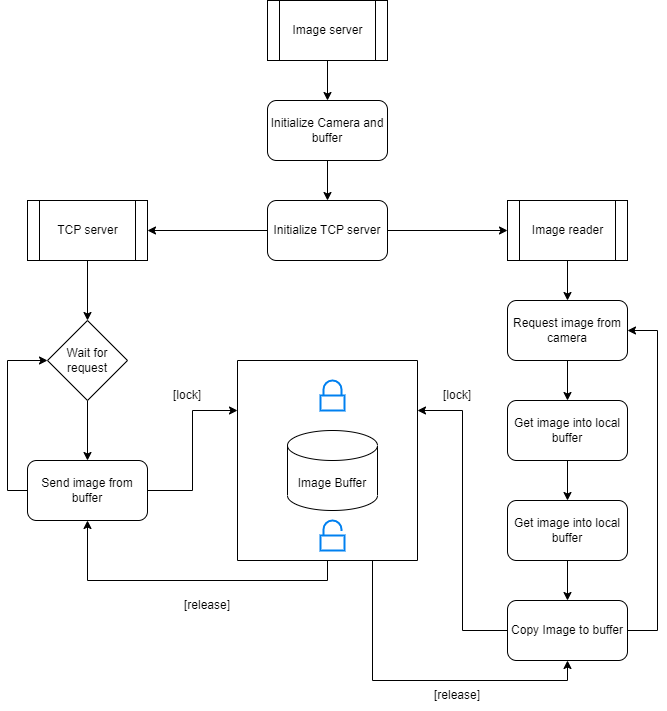 Image server
Initialize Camera and
buffer
TCP server
Initialize TCP server
Image reader
Wait for
request
Request image from
camera
[lock]
[lock]
Get image into local
buffer
Send image from
buffer
Image Buffer
Get image into local
buffer
[release]
Copy Image to buffer
[release]